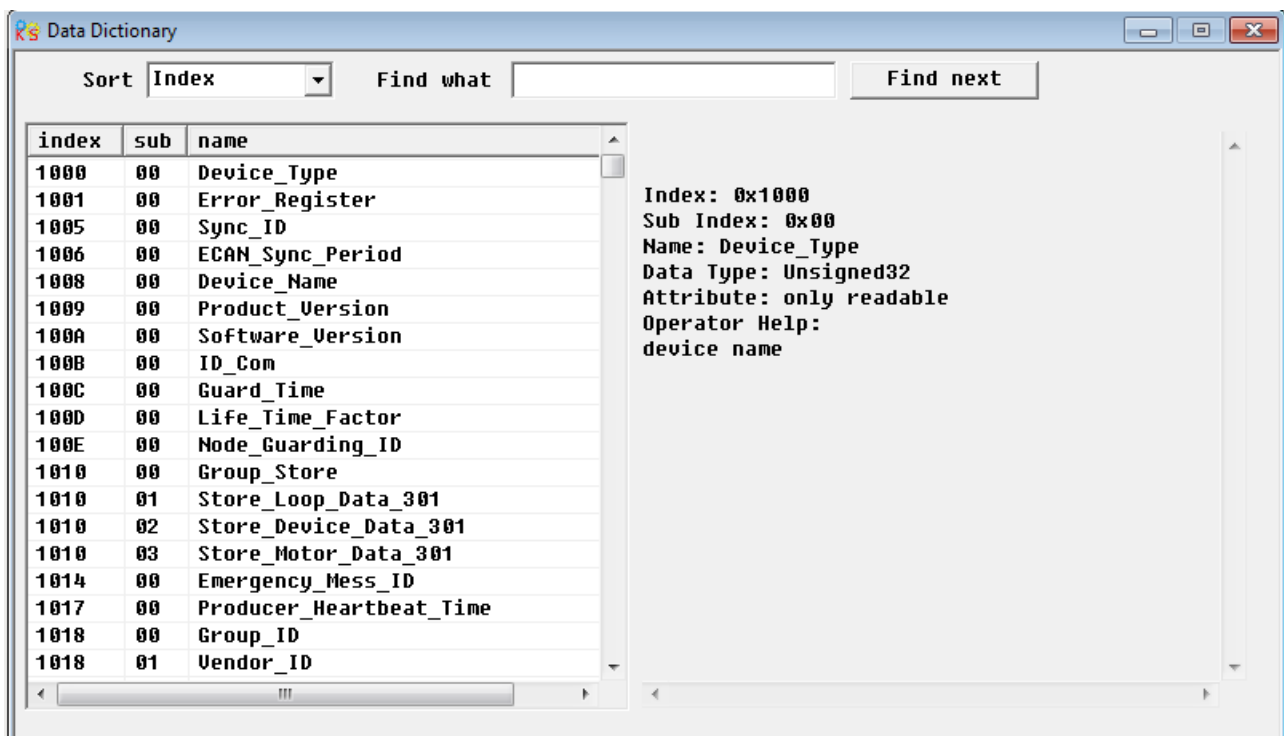 Data Dictionary
Sort Index Find what Find next
index sub name
1000 00 Device_Type
1001 00 Error_Register
1005 00 Sync_ID
1006 00 ECAN_Sync_Period
1008 00 Device_Name
1009 00 Product_Version
100A 00 Software_Version
100B 00 ID_Com
100C 00 Guard_Time
100D 00 Life_Time_Factor
100E 00 Node_Guarding_ID
1010 00 Group_Store
1010 01 Store_Loop_Data_301
1010 02 Store_Device_Data_301
1010 03 Store_Motor_Data_301
1014 00 Emergency_Mess_ID
1017 00 Producer_Heartbeat_Time
1018 00 Group_ID
1018 01 Vendor_ID
Index: 0x1000
Sub Index: 0x00
Name: Device_Type
Data Type: Unsigned32
Attribute: only readable
Operator Help:
device name